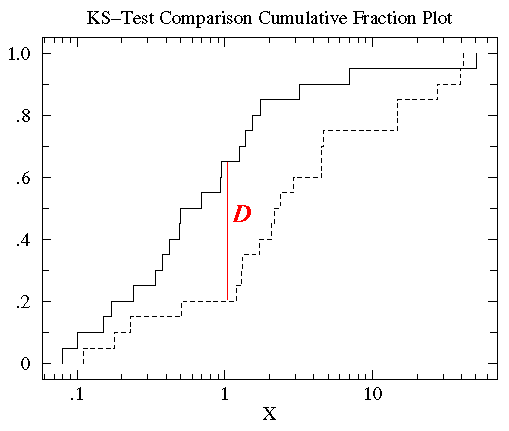 KS-Test Comparison Cumulative Fraction Plot
1.0
.8
.6
D
.4
.2
0
.1 1 10
X